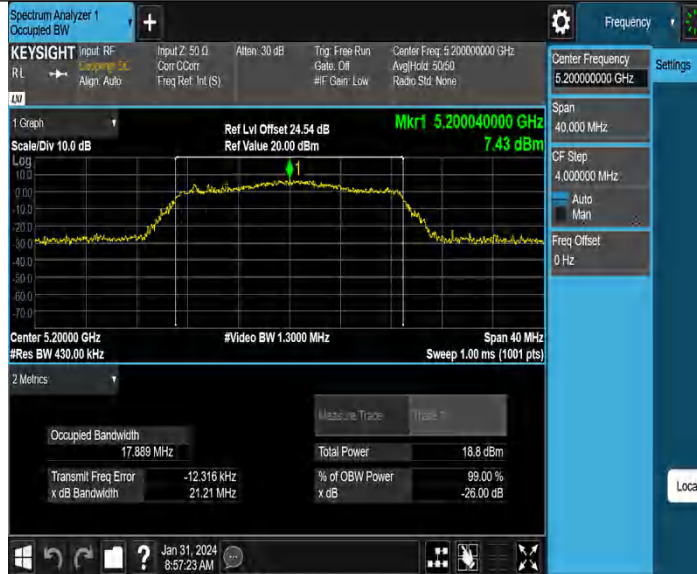 Spectrum Analyzer 1
Occupied BW
+
Frequency
KEYSIGHT Input: RF
RL
Align: Auto
Input Z: 50 Ω
Corr CCorr
Freq Ref: Int (S)
Atten: 30 dB
Trig: Free Run
Gate: Off
#IF Gain: Low
Center Freq: 5.200000000 GHz
Avg|Hold: 50/50
Radio Std: None
Center Frequency
5.200000000 GHz
Settings
Span
40.000 MHz
CF Step
4.000000 MHz
Auto
Man
Freq Offset
0 Hz
Local
1 Graph
Scale/Div 10.0 dB
Ref Lvl Offset 24.54 dB
Ref Value 20.00 dBm
Mkr1 5.200040000 GHz
7.43 dBm
Log
10.0
0.00
-10.0
-20.0
-30.0
-40.0
-50.0
-60.0
-70.0
1
Center 5.20000 GHz
#Res BW 430.00 kHz
#Video BW 1.3000 MHz
Span 40 MHz
Sweep 1.00 ms (1001 pts)
2 Metrics
Measure Trace
Trace 1
Occupied Bandwidth
17.889 MHz
Total Power 18.8 dBm
Transmit Freq Error -12.316 kHz
% of OBW Power 99.00 %
x dB Bandwidth 21.21 MHz
x dB -26.00 dB
?
Jan 31, 2024
8:57:23 AM